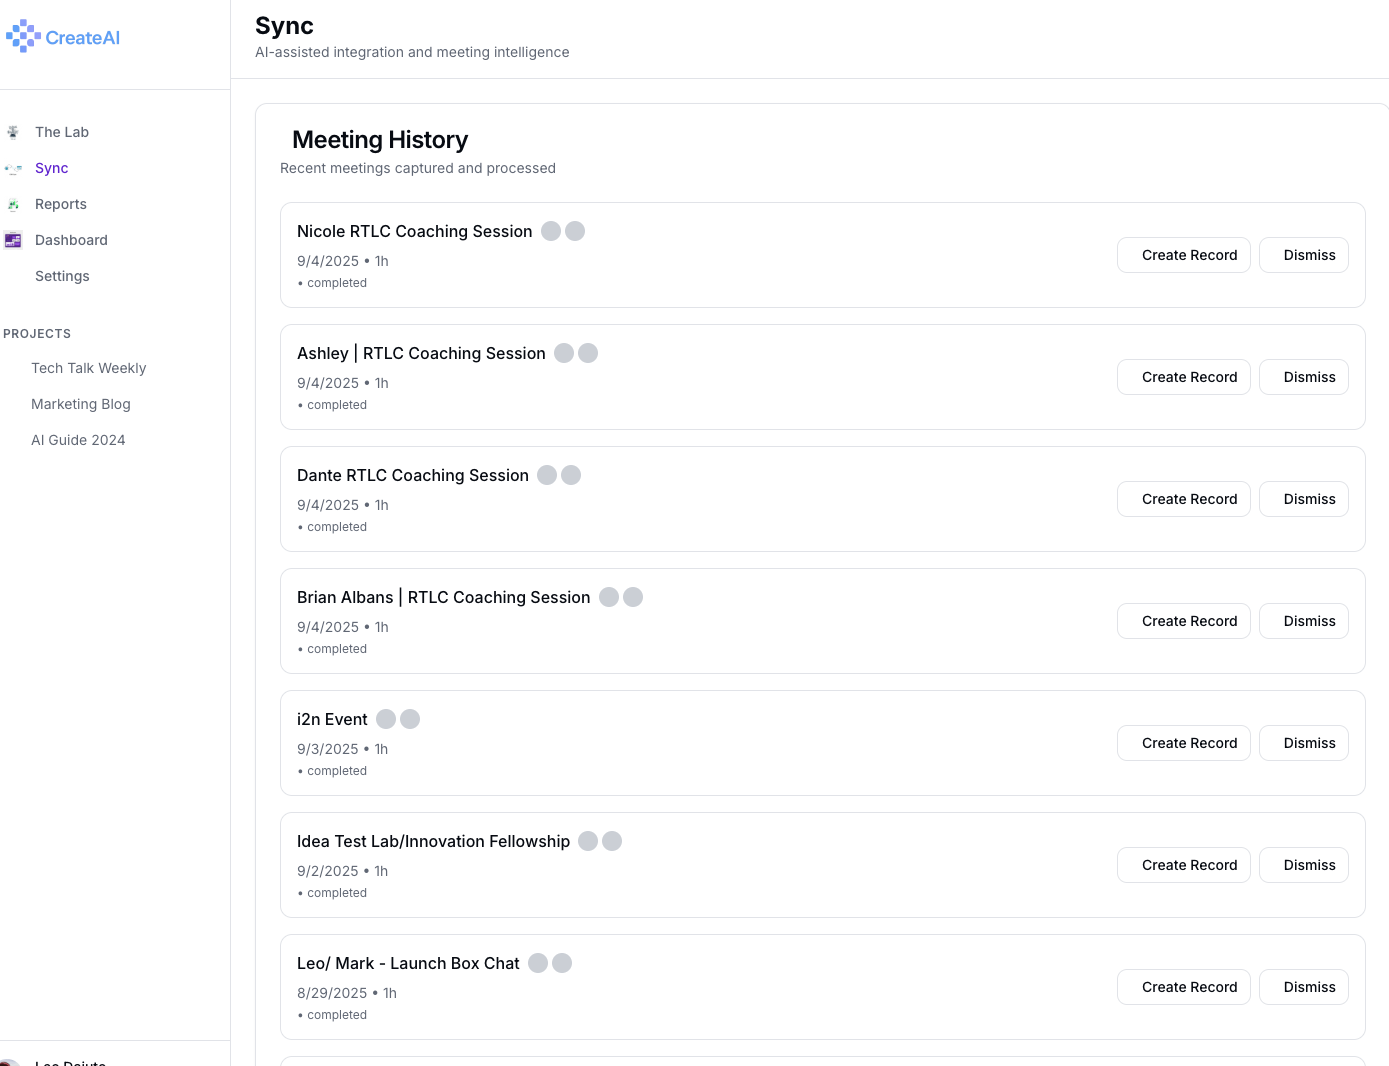 CreateAI
The Lab
Sync
Reports
Dashboard
Settings
PROJECTS
Tech Talk Weekly
Marketing Blog
AI Guide 2024
Sync
AI-assisted integration and meeting intelligence
Meeting History
Recent meetings captured and processed
Nicole RTLC Coaching Session
9/4/2025 • 1h
• completed
Create Record Dismiss
Ashley | RTLC Coaching Session
9/4/2025 • 1h
• completed
Create Record Dismiss
Dante RTLC Coaching Session
9/4/2025 • 1h
• completed
Create Record Dismiss
Brian Albans | RTLC Coaching Session
9/4/2025 • 1h
• completed
Create Record Dismiss
i2n Event
9/3/2025 • 1h
• completed
Create Record Dismiss
Idea Test Lab/Innovation Fellowship
9/2/2025 • 1h
• completed
Create Record Dismiss
Leo/ Mark - Launch Box Chat
8/29/2025 • 1h
• completed
Create Record Dismiss